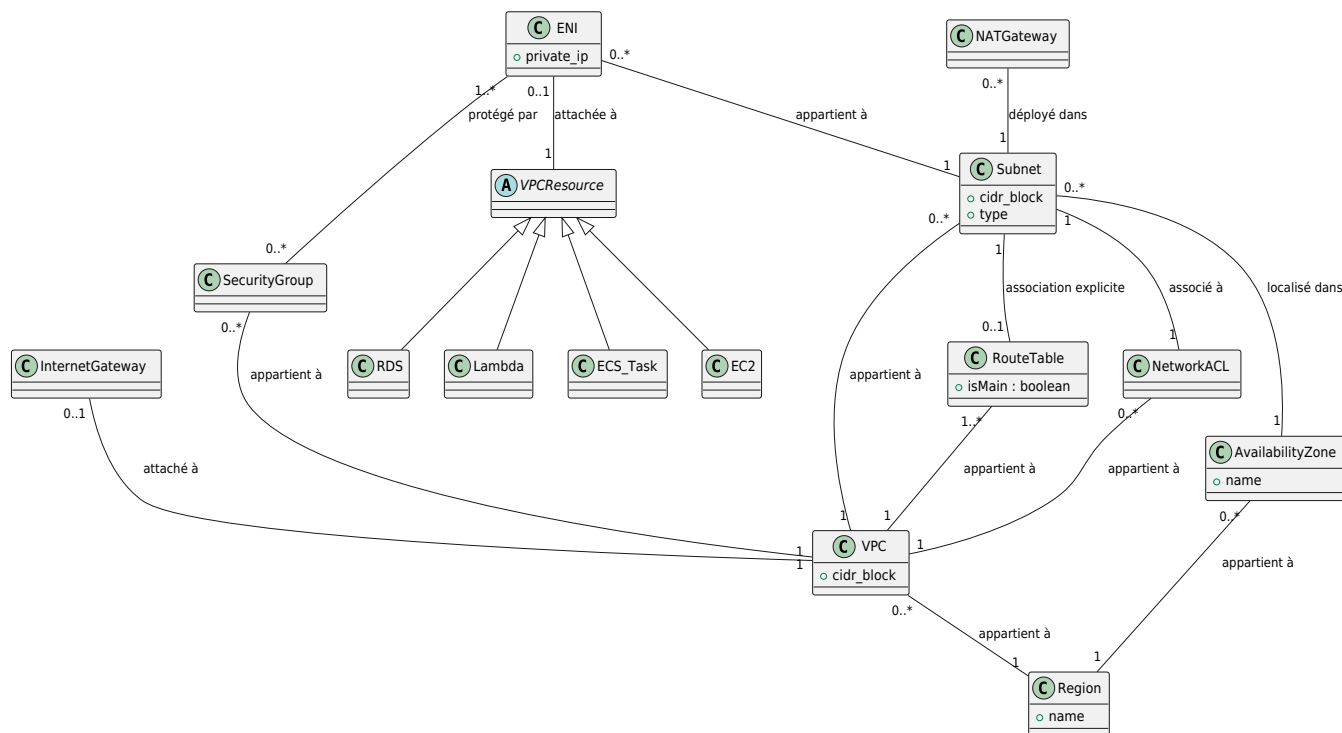 C ENI
private_ip
C NATGateway
0..*
0..*
1..*
0..1
protégé par
attachée à
appartient à
déployé dans
1
1
1
A VPCResource
C Subnet
cidr_block
type
0..*
0..*
1
1
0..*
C SecurityGroup
association explicite
associé à
localisé dans
0..*
0..1
1
C InternetGateway
C RDS
C Lambda
C ECS_Task
C EC2
C RouteTable
isMain : boolean
C NetworkACL
appartient à
appartient à
0..1
1..*
0..*
1
C AvailabilityZone
name
attaché à
appartient à
appartient à
1
1
0..*
C VPC
cidr_block
1
1
1
appartient à
0..*
appartient à
1
1
C Region
name